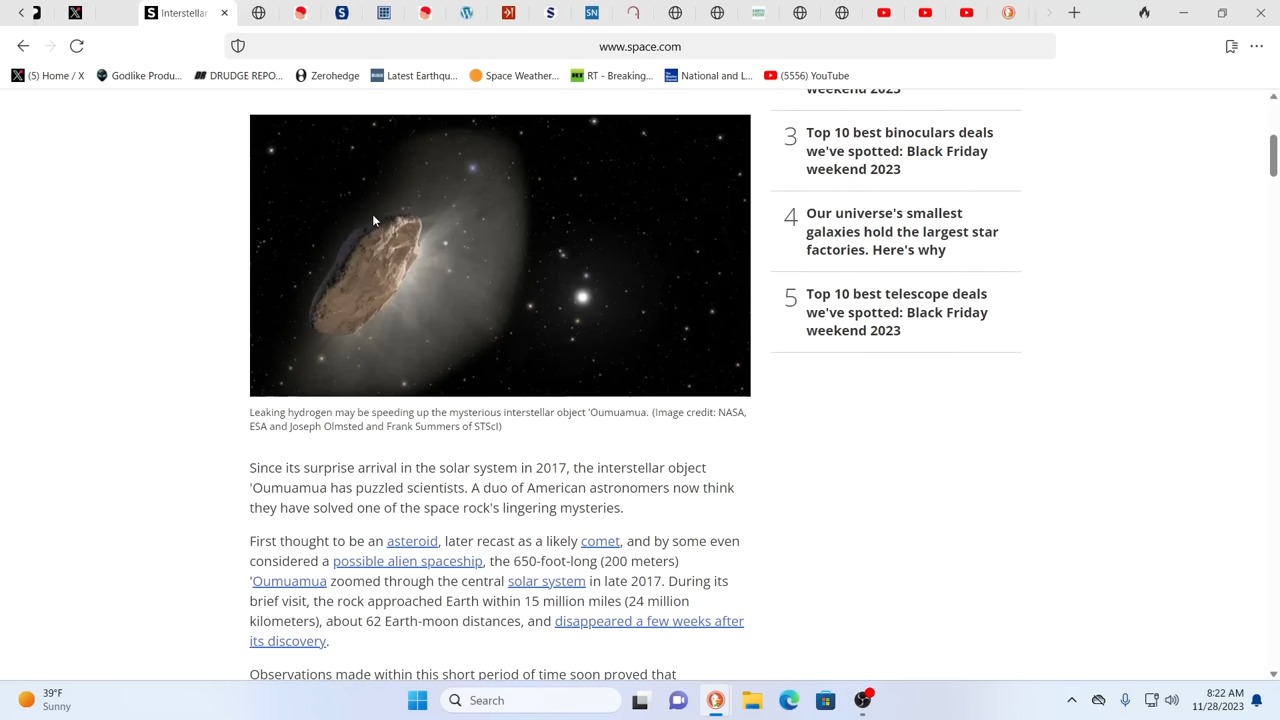 Interstellar
www.space.com
(5) Home / X
Godlike Produ...
DRUDGE REPO...
Zerohedge
Latest Earthqu...
Space Weather...
RT - Breaking...
National and L...
(5556) YouTube
weekend 2023
3
Top 10 best binoculars deals
we've spotted: Black Friday
weekend 2023
4
Our universe's smallest
galaxies hold the largest star
factories. Here's why
5
Top 10 best telescope deals
we've spotted: Black Friday
weekend 2023
Leaking hydrogen may be speeding up the mysterious interstellar object 'Oumuamua. (Image credit: NASA,
ESA and Joseph Olmsted and Frank Summers of STScI)
Since its surprise arrival in the solar system in 2017, the interstellar object
'Oumuamua has puzzled scientists. A duo of American astronomers now think
they have solved one of the space rock's lingering mysteries.
First thought to be an asteroid, later recast as a likely comet, and by some even
considered a possible alien spaceship, the 650-foot-long (200 meters)
'Oumuamua zoomed through the central solar system in late 2017. During its
brief visit, the rock approached Earth within 15 million miles (24 million
kilometers), about 62 Earth-moon distances, and disappeared a few weeks after
its discovery.
Observations made within this short period of time soon proved that
39°F
Sunny
Search
8:22 AM
11/28/2023